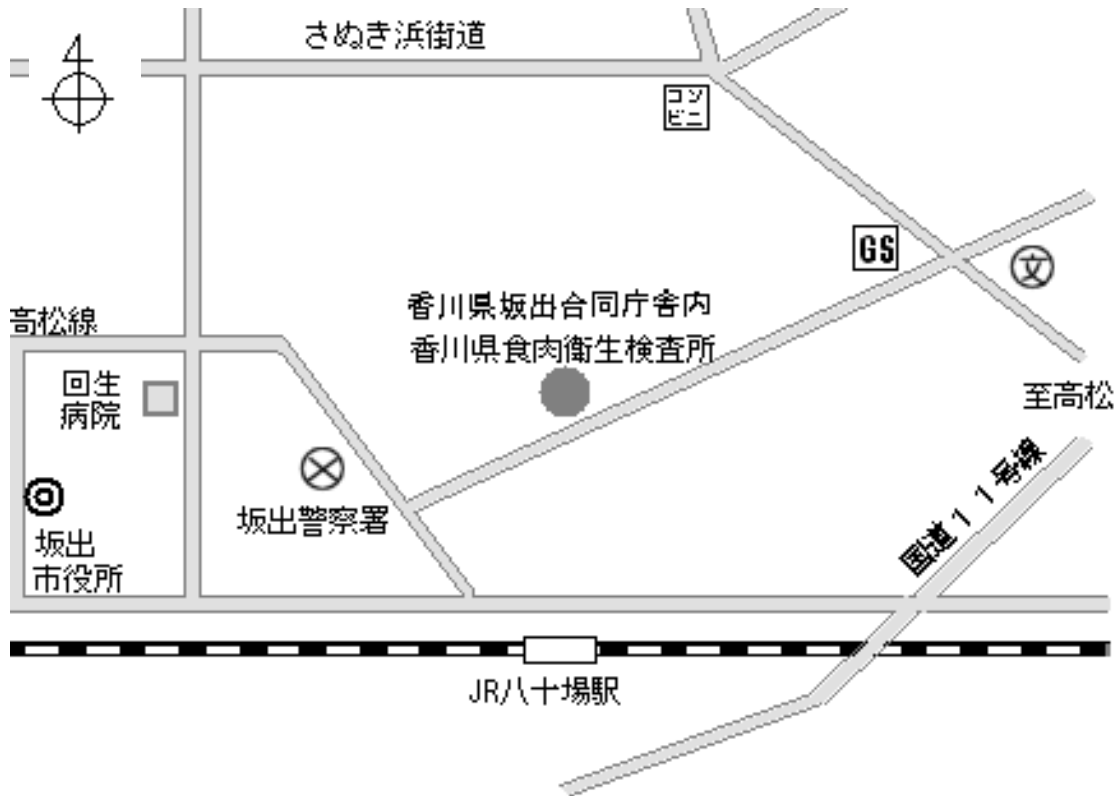 さぬき浜街道
コン
ビニ
GS
文
香川県坂出合同庁舎内
香川県食肉衛生検査所
高松線
回生
病院
至高松
国道11号線
坂出警察署
坂出
市役所
JR八十場駅